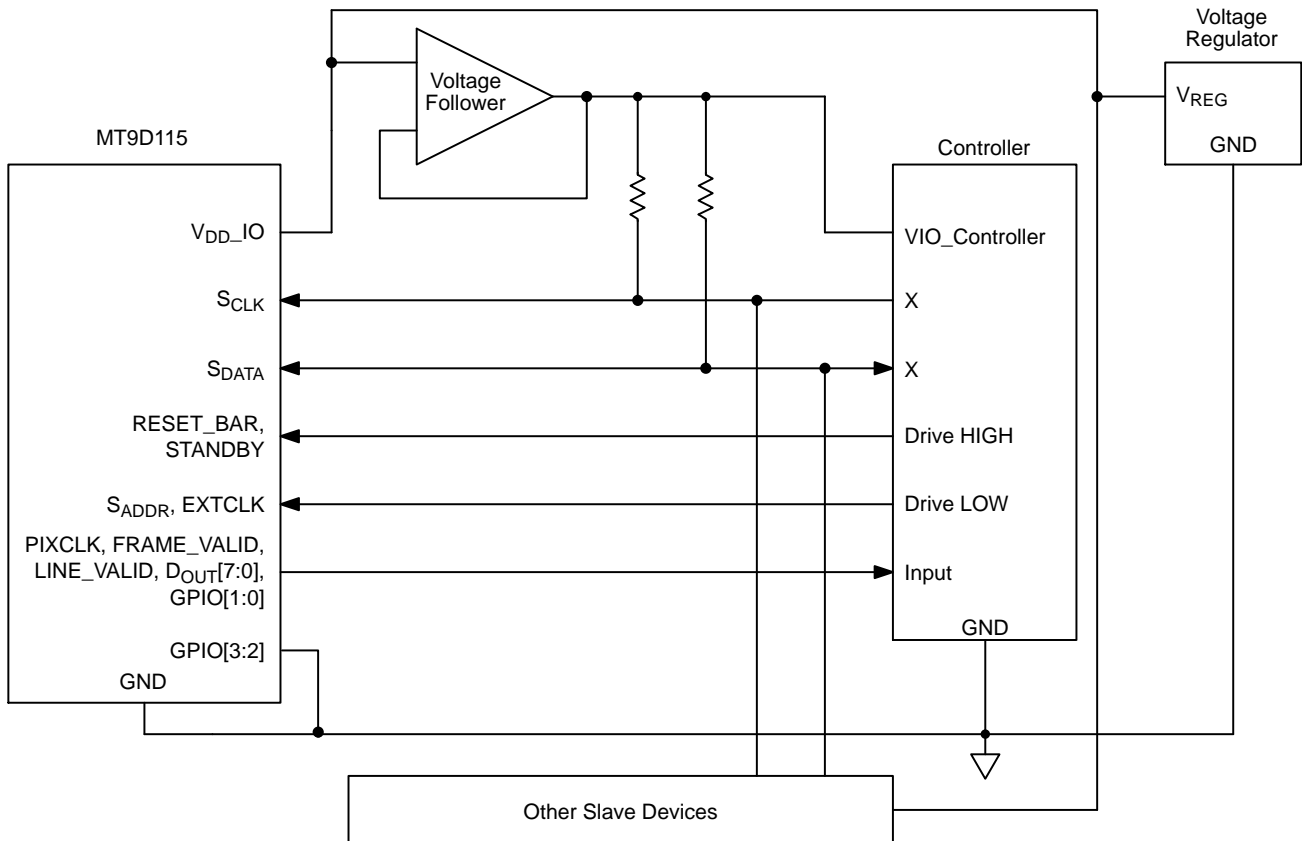 Voltage
Regulator
Voltage
Follower
VREG
GND
MT9D115
Controller
VDD_IO
VIO_Controller
SCLK
X
SDATA
X
RESET_BAR,
STANDBY
Drive HIGH
SADDR, EXTCLK
Drive LOW
PIXCLK, FRAME_VALID,
LINE_VALID, DOUT[7:0],
GPIO[1:0]
Input
GND
GPIO[3:2]
GND
Other Slave Devices